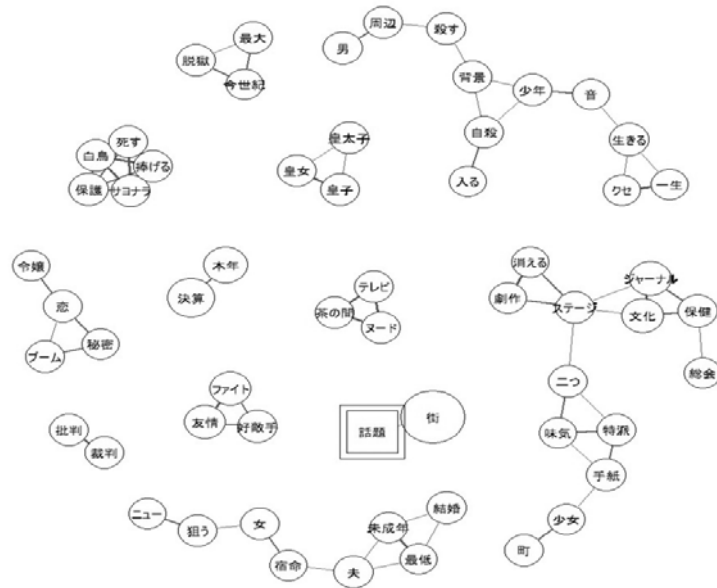 最大
脱獄
今世紀
周辺
殺す
男
背景
少年
音
自殺
生きる
入る
クセ
一生
死す
白鳥
捧げる
保護
サヨナラ
皇太子
皇女
皇子
令嬢
恋
ブーム
秘密
本年
決算
テレビ
茶の間
ヌード
消える
劇作
ステージ
ジャーナル
文化
保健
総会
二つ
味気
特派
手紙
少女
町
ファイト
友情
好敵手
話題
街
批判
裁判
ニュー
狙う
女
宿命
夫
未成年
結婚
最低